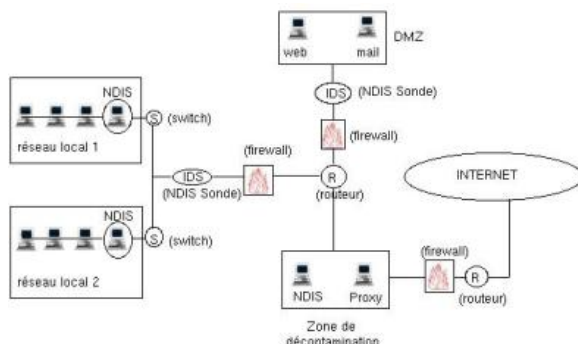 web
mail
DMZ
IDS
(NDIS Sonde)
(firewall)
NDIS
S
(switch)
réseau local 1
IDS
(NDIS Sonde)
(firewall)
R
(routeur)
INTERNET
NDIS
S
(switch)
réseau local 2
NDIS
Proxy
(firewall)
R
(routeur)
Zone de
décontamination